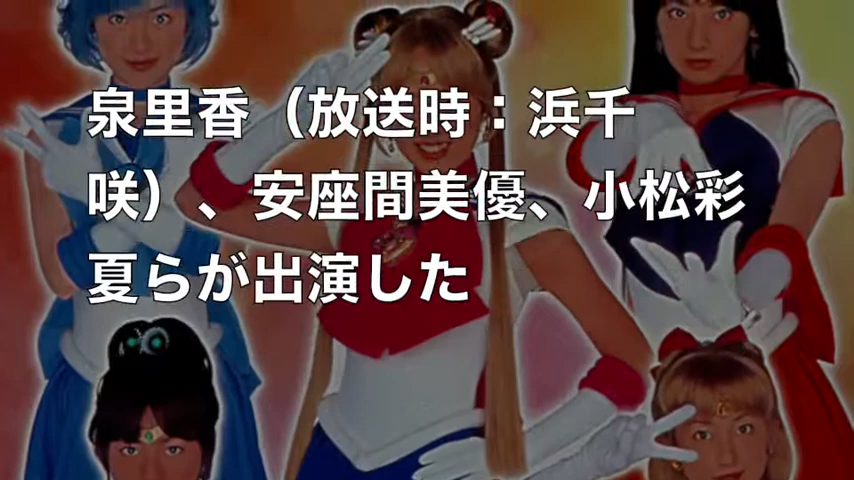 泉里香（放送時：浜千
咲）、安座間美優、小松彩
夏らが出演した